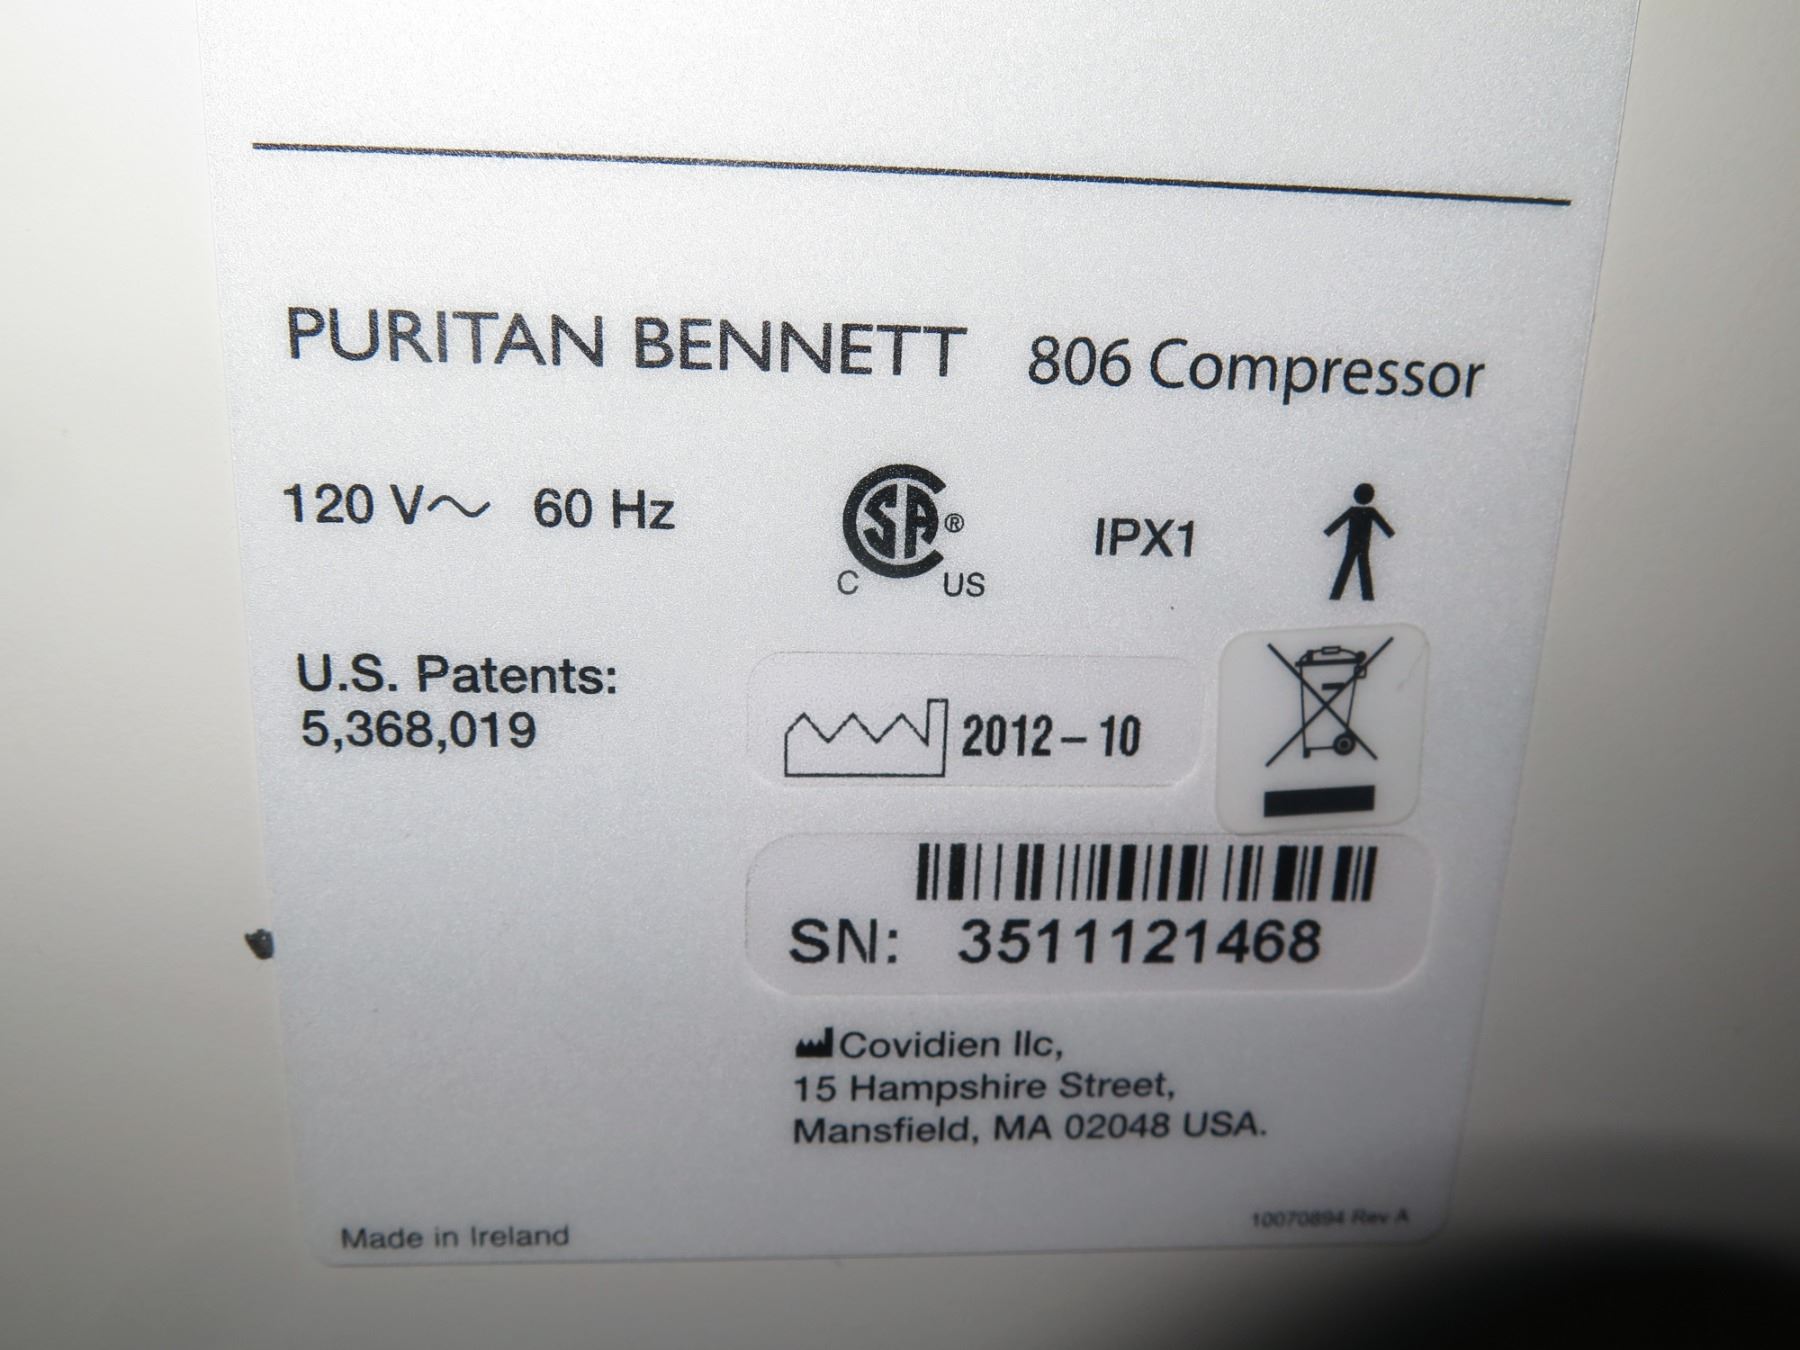 PURITAN BENNETT 806 Compressor
120 V~ 60 Hz
CSA®
C US
IPX1
U.S. Patents:
5,368,019
2012-10
SN: 3511121468
Covidien llc,
15 Hampshire Street,
Mansfield, MA 02048 USA.
Made in Ireland
10070894 Rev A